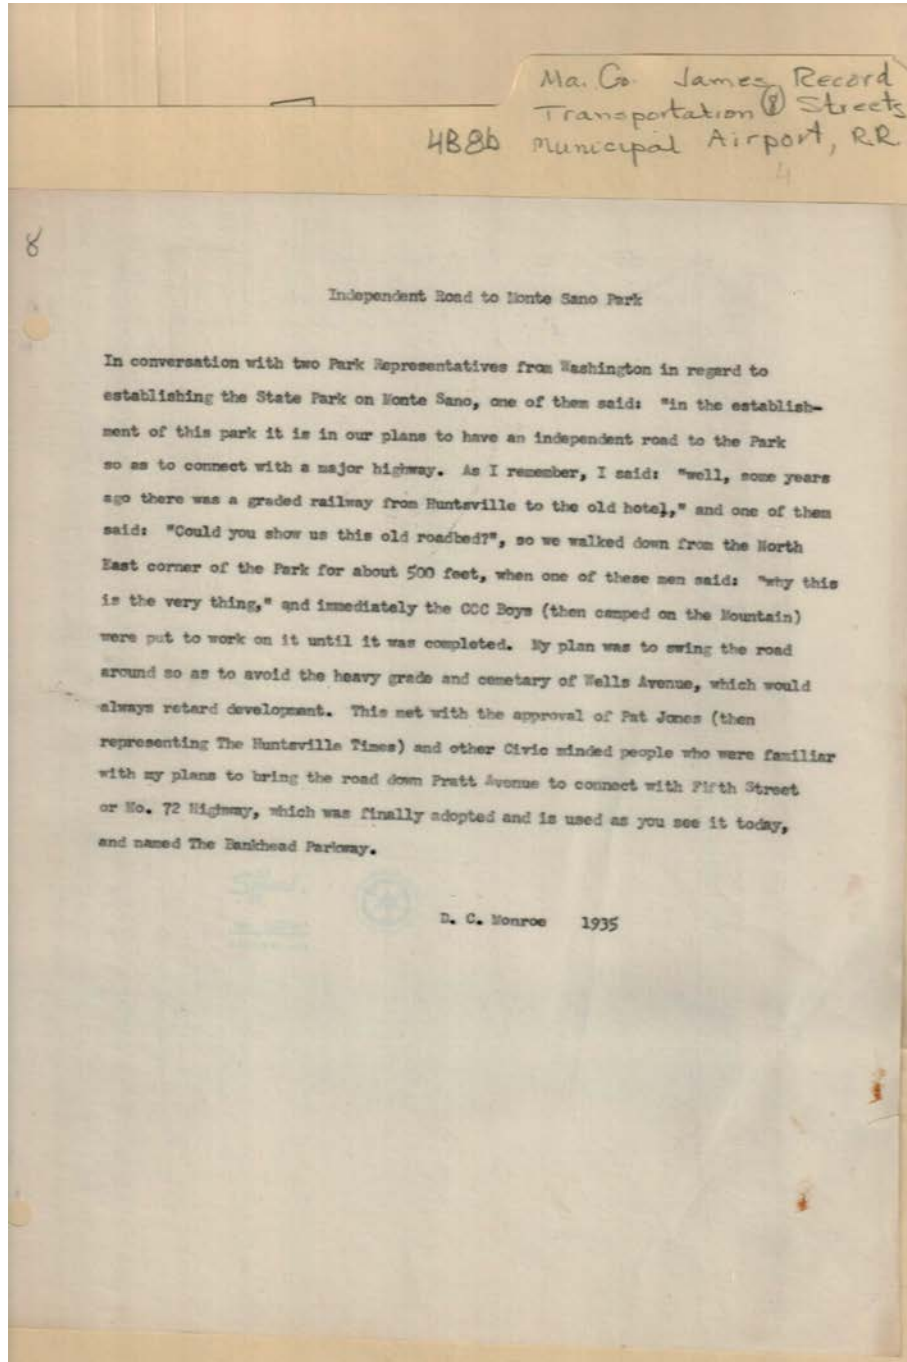 Ma. Co. James Record
Transportation 8 Streets
4B8b Municipal Airport, RR
4
8
Independent Road to Monte Sano Park
In conversation with two Park Representatives from Washington in regard to
establishing the State Park on Monte Sano, one of them said: "in the establish-
ment of this park it is in our plans to have an independent road to the Park
so as to connect with a major highway. As I remember, I said: "well, some years
ago there was a graded railway from Huntsville to the old hotel," and one of them
said: "Could you show us this old roadbed?", so we walked down from the North
East corner of the Park for about 500 feet, when one of these men said: "why this
is the very thing," and immediately the CCC Boys (then camped on the Mountain)
were put to work on it until it was completed. My plan was to swing the road
around so as to avoid the heavy grade and cemetary of Wells Avenue, which would
always retard development. This met with the approval of Pat Jones (then
representing The Huntsville Times) and other Civic minded people who were familiar
with my plans to bring the road down Pratt Avenue to connect with Fifth Street
or No. 72 Highway, which was finally adopted and is used as you see it today,
and named The Bankhead Parkway.
D. C. Monroe 1935